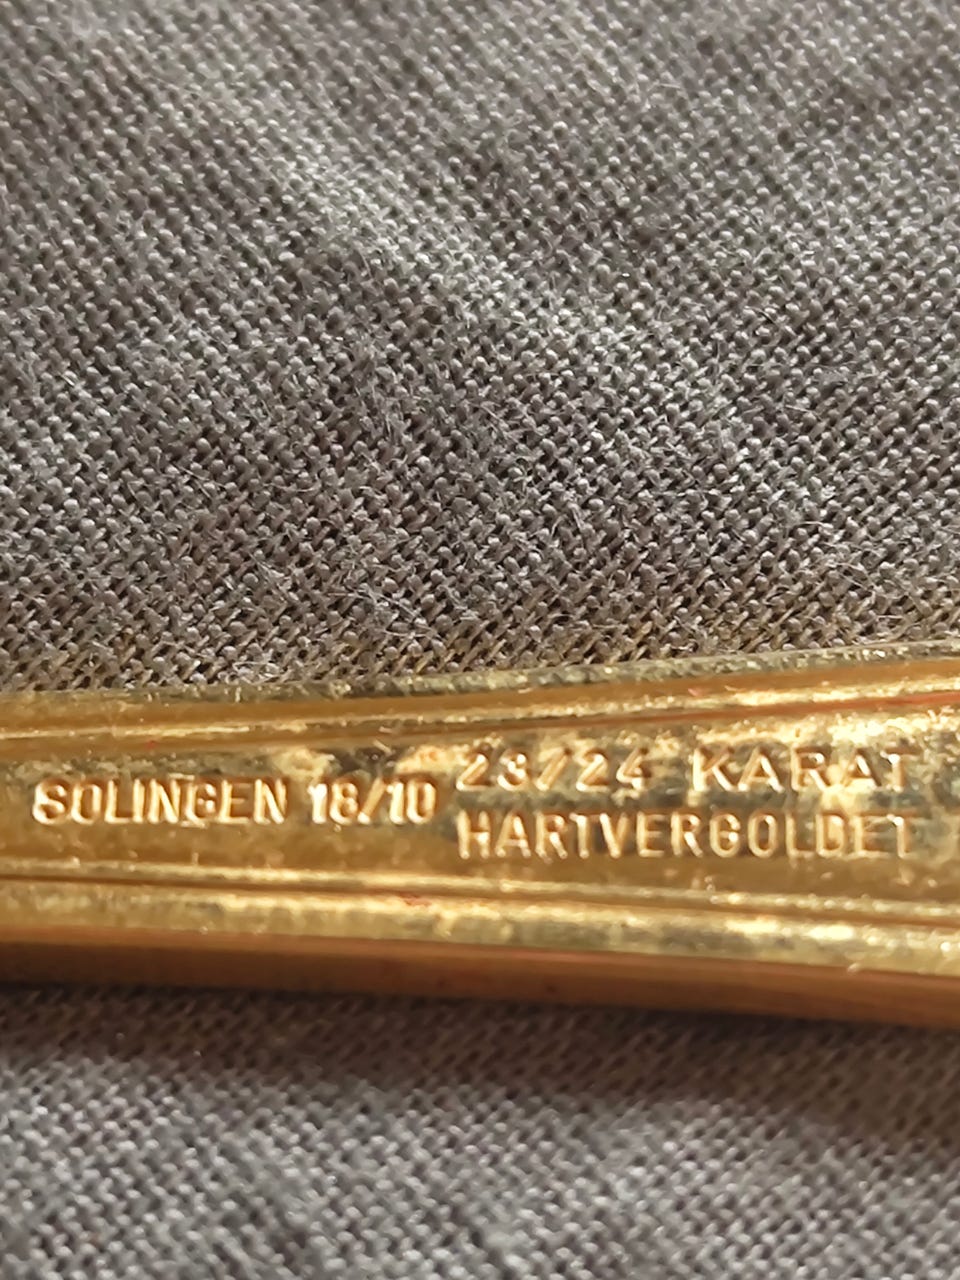 SOLINGEN 18/10
23/24 KARAT
HARTVERGOLDET